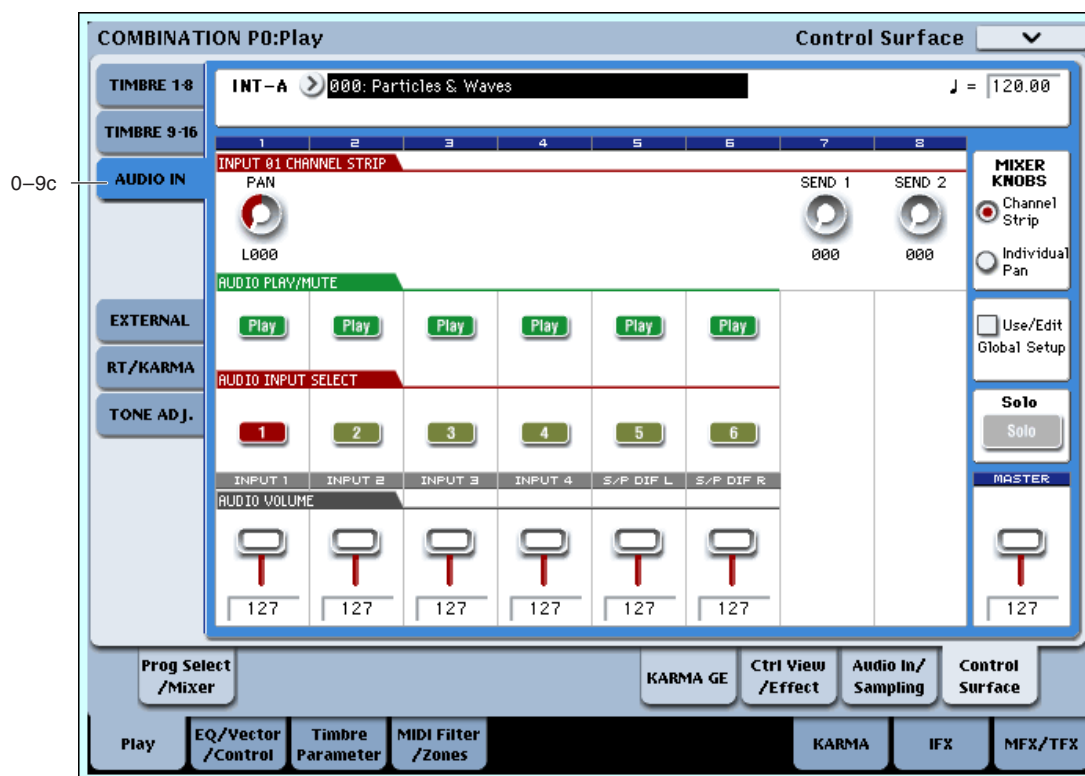 COMBINATION P0:Play
Control Surface
TIMBRE 1-8
INT-A 000: Particles & Waves
♩ = 120.00
TIMBRE 9-16
1 2 3 4 5 6 7 8
INPUT 01 CHANNEL STRIP
0–9c
AUDIO IN
PAN
SEND 1
SEND 2
L000
000
000
MIXER
KNOBS
Channel
Strip
Individual
Pan
AUDIO PLAY/MUTE
EXTERNAL
Play Play Play Play Play Play
Use/Edit
Global Setup
RT/KARMA
AUDIO INPUT SELECT
TONE ADJ.
1 2 3 4 5 6
Solo
Solo
INPUT 1 INPUT 2 INPUT 3 INPUT 4 S/P DIF L S/P DIF R
MASTER
AUDIO VOLUME
127 127 127 127 127 127
127
Prog Select
/Mixer
KARMA GE
Ctrl View
/Effect
Audio In/
Sampling
Control
Surface
Play
EQ/Vector
/Control
Timbre
Parameter
MIDI Filter
/Zones
KARMA
IFX
MFX/TFX